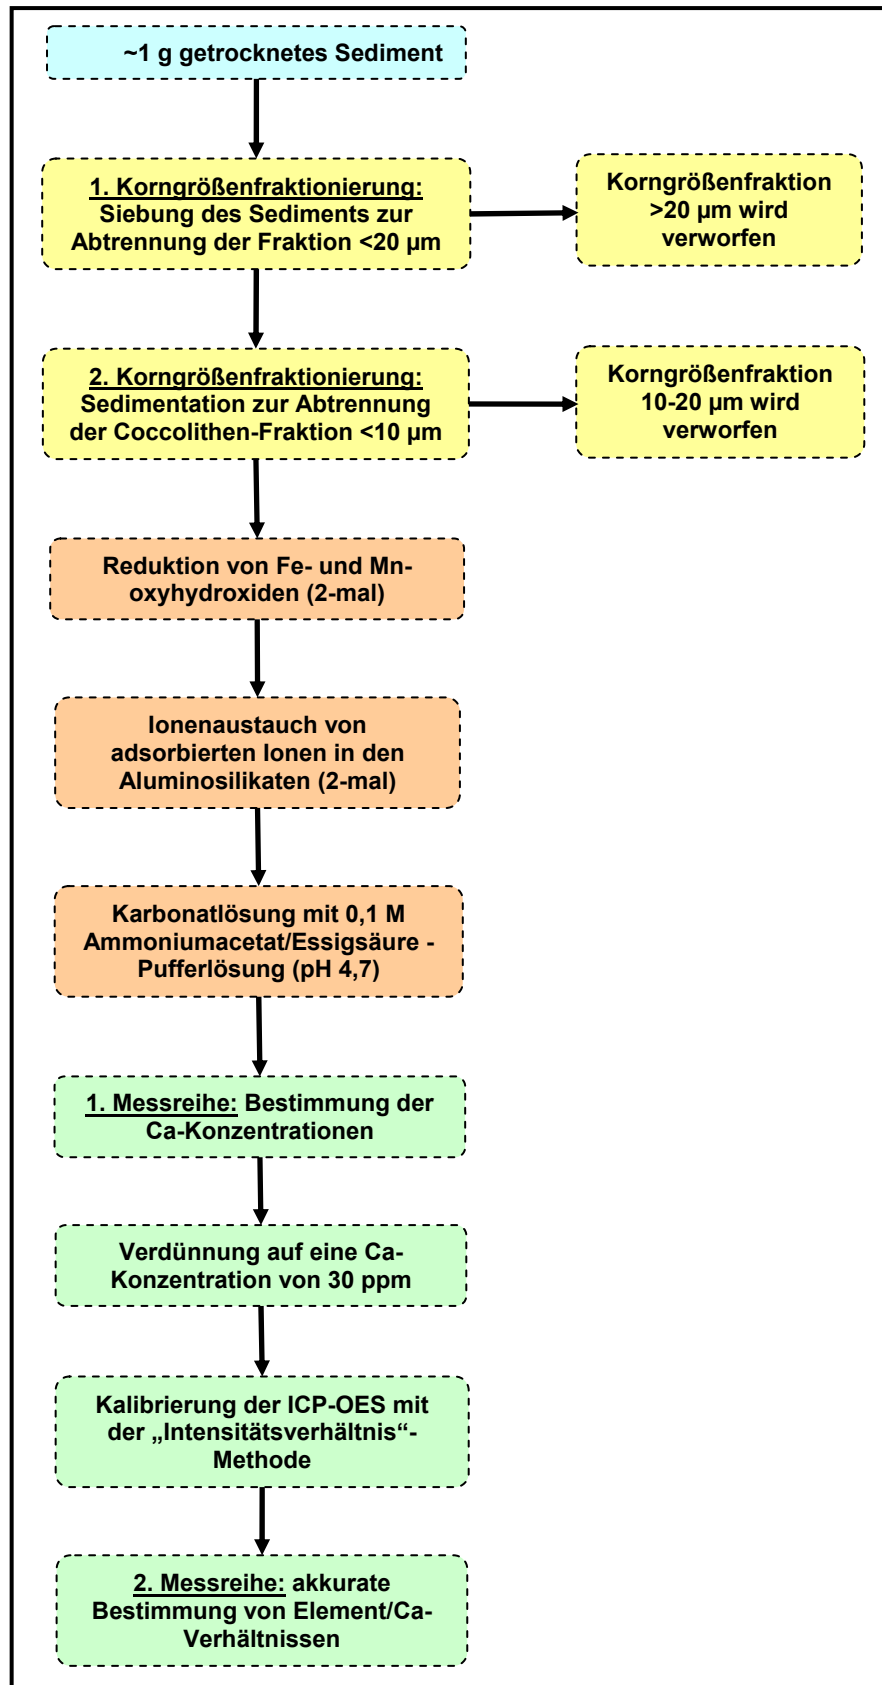 ~1 g getrocknetes Sediment
1. Korngrößenfraktionierung:
Siebung des Sediments zur
Abtrennung der Fraktion <20 µm
Korngrößenfraktion
>20 µm wird
verworfen
2. Korngrößenfraktionierung:
Sedimentation zur Abtrennung
der Coccolithen-Fraktion <10 µm
Korngrößenfraktion
10-20 µm wird
verworfen
Reduktion von Fe- und Mn-
oxyhydroxiden (2-mal)
Ionenaustauch von
adsorbierten Ionen in den
Aluminosilikaten (2-mal)
Karbonatlösung mit 0,1 M
Ammoniumacetat/Essigsäure -
Pufferlösung (pH 4,7)
1. Messreihe: Bestimmung der
Ca-Konzentrationen
Verdünnung auf eine Ca-
Konzentration von 30 ppm
Kalibrierung der ICP-OES mit
der „Intensitätsverhältnis“-
Methode
2. Messreihe: akkurate
Bestimmung von Element/Ca-
Verhältnissen